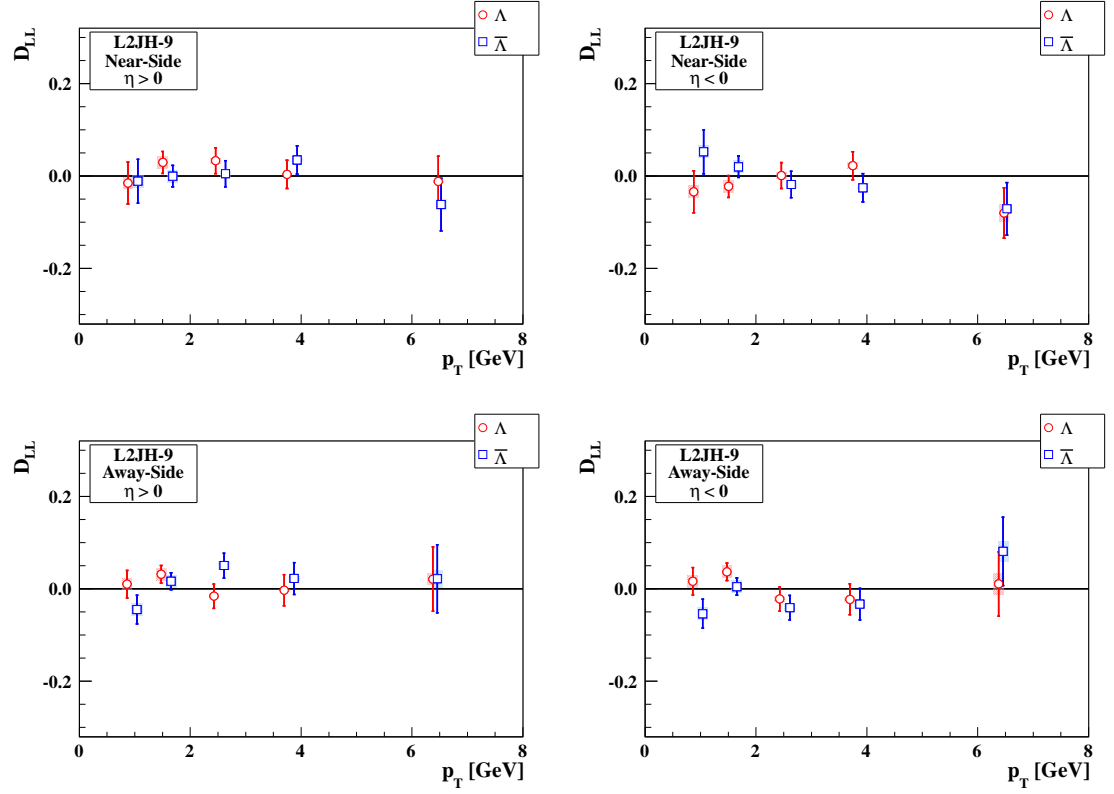 Λ
Λ̅
L2JH-9
Near-Side
η > 0
D_LL
0.2
0.0
-0.2
0 2 4 6 8
p_T [GeV]
Λ
Λ̅
L2JH-9
Near-Side
η < 0
D_LL
0.2
0.0
-0.2
0 2 4 6 8
p_T [GeV]
Λ
Λ̅
L2JH-9
Away-Side
η > 0
D_LL
0.2
0.0
-0.2
0 2 4 6 8
p_T [GeV]
Λ
Λ̅
L2JH-9
Away-Side
η < 0
D_LL
0.2
0.0
-0.2
0 2 4 6 8
p_T [GeV]